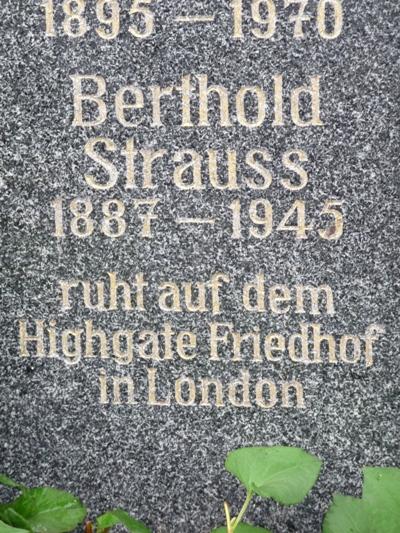 1895 – 1970
Berthold
Strauss
1887 – 1945
ruht auf dem
Highgate Friedhof
in London